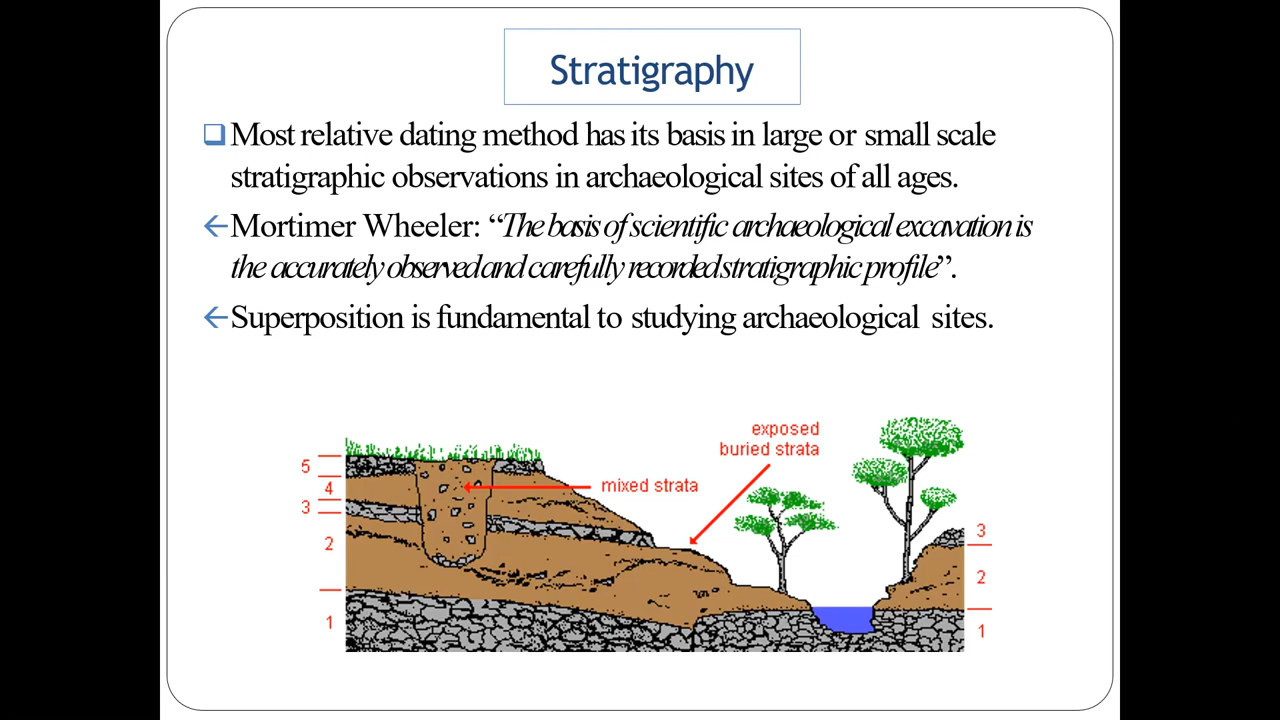 Stratigraphy
Most relative dating method has its basis in large or small scale
stratigraphic observations in archaeological sites of all ages.
Mortimer Wheeler: “The basis of scientific archaeological excavation is
the accurately observed and carefully recorded stratigraphic profile”.
Superposition is fundamental to studying archaeological sites.
exposed
buried strata
mixed strata
5
4
3
2
1
3
2
1